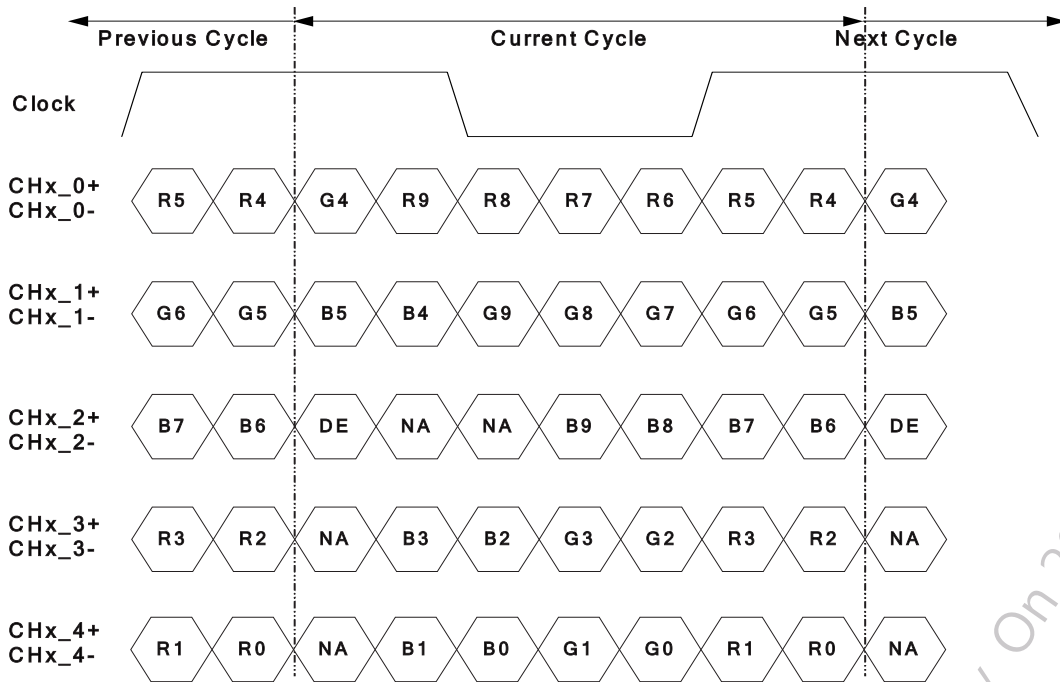 Previous Cycle Current Cycle Next Cycle
Clock
CHx_0+
CHx_0-
R5 R4 G4 R9 R8 R7 R6 R5 R4 G4
CHx_1+
CHx_1-
G6 G5 B5 B4 G9 G8 G7 G6 G5 B5
CHx_2+
CHx_2-
B7 B6 DE NA NA B9 B8 B7 B6 DE
CHx_3+
CHx_3-
R3 R2 NA B3 B2 G3 G2 R3 R2 NA
CHx_4+
CHx_4-
R1 R0 NA B1 B0 G1 G0 R1 R0 NA
On